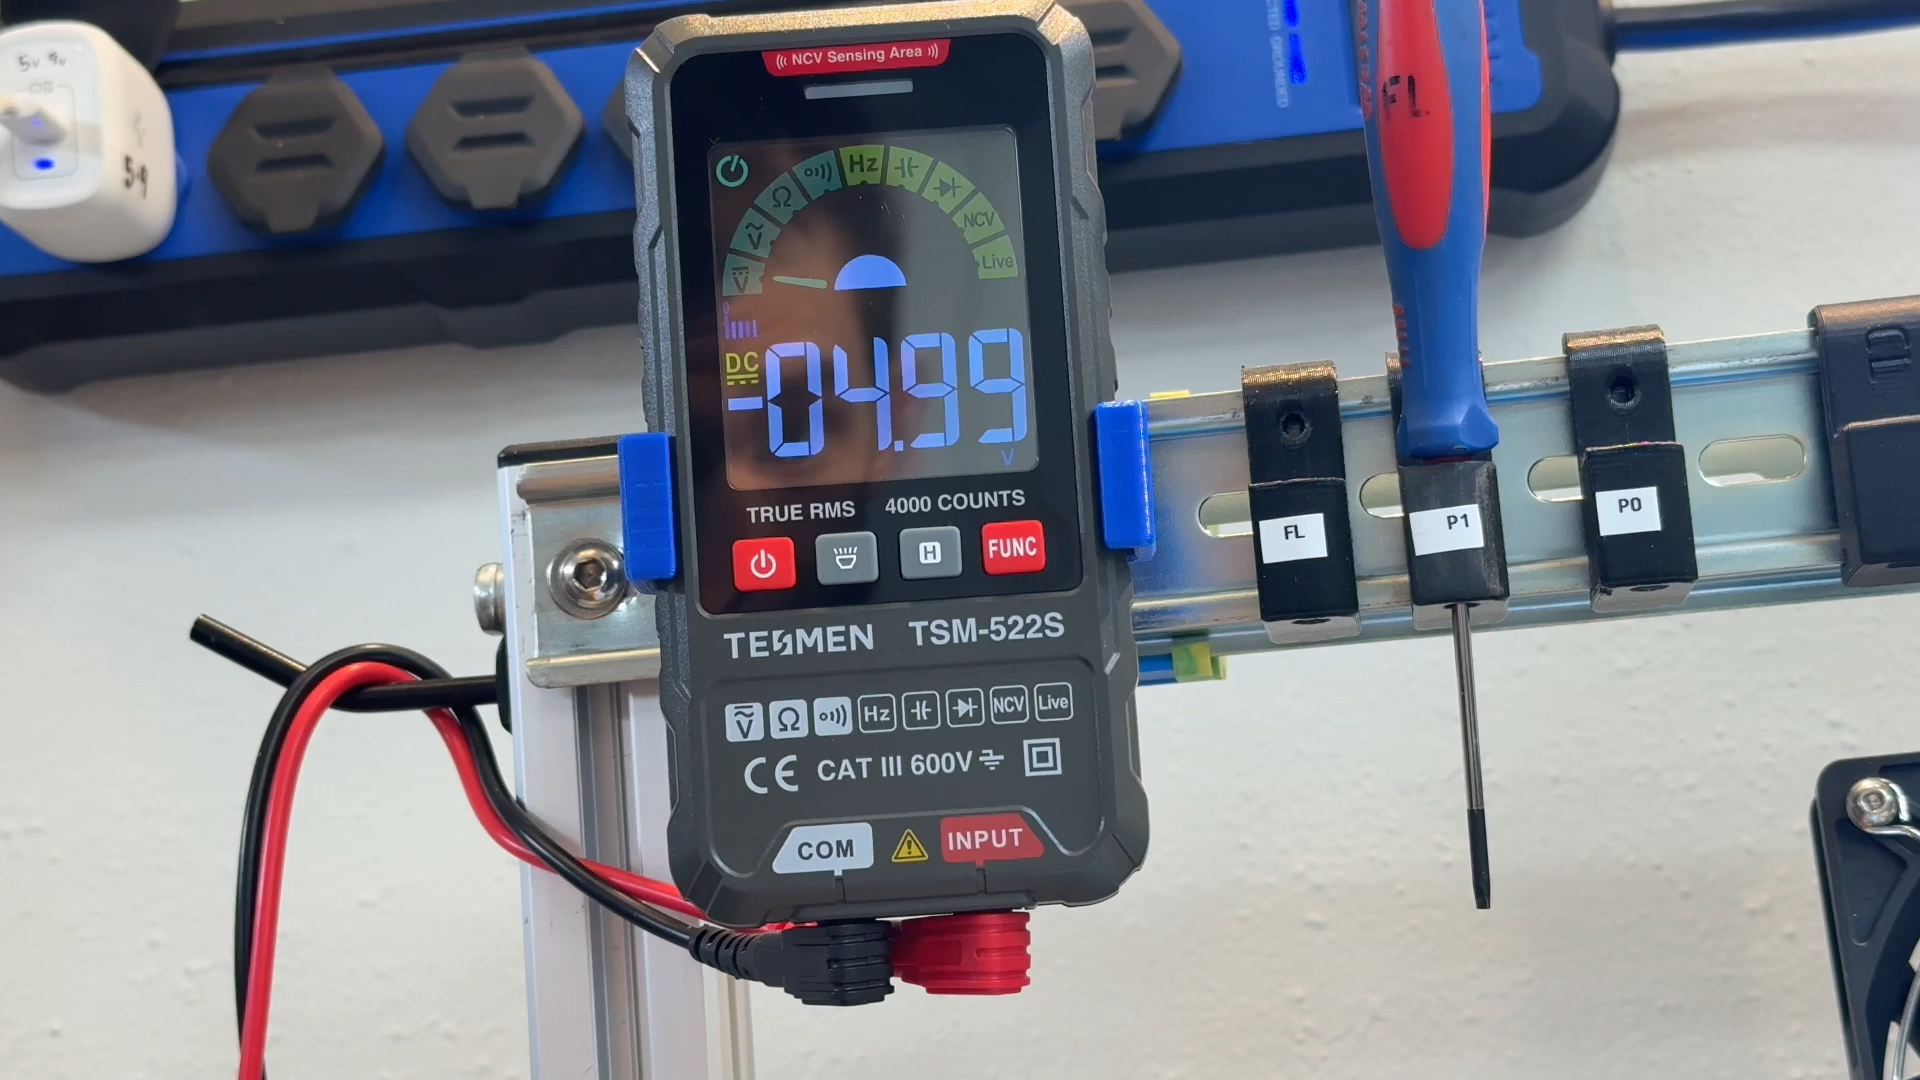 5V 9V
5-9
NCV Sensing Area
FL
Hz
Ω
NCV
Live
V
V
0
DC
-04.99
V
TRUE RMS 4000 COUNTS
H
FUNC
TESMEN TSM-522S
V Ω Hz NCV Live
CE CAT III 600V
COM
INPUT
FL
P1
P0